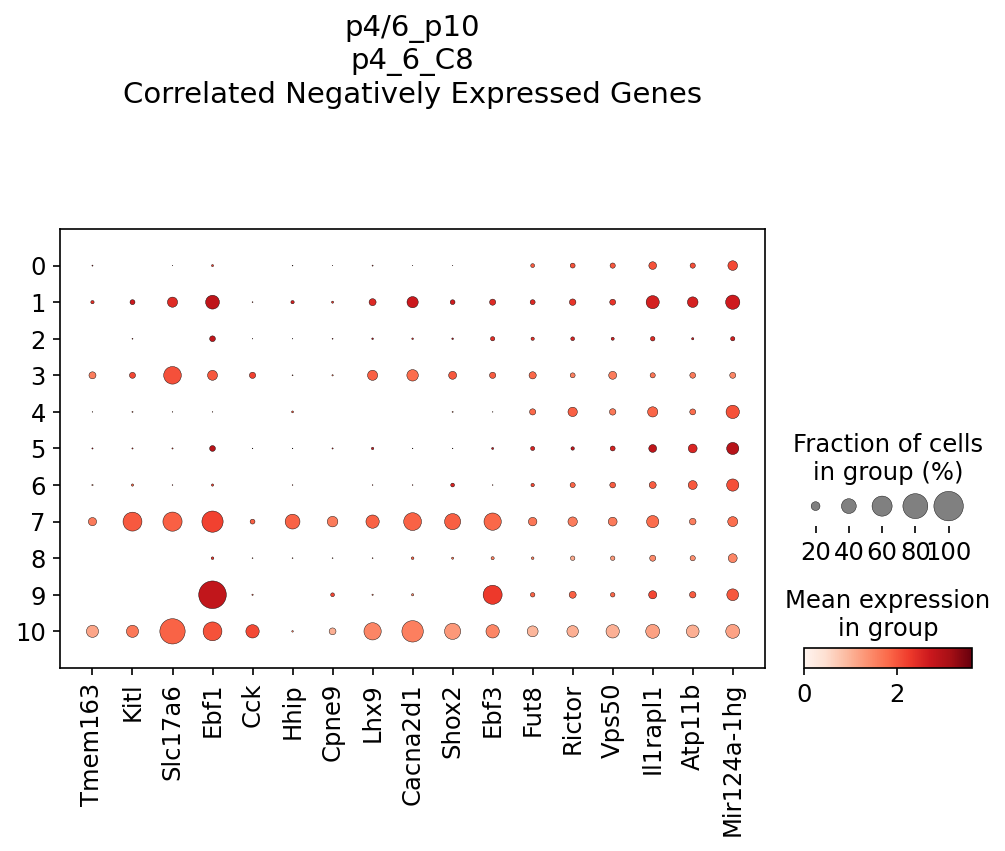 p4/6_p10
p4_6_C8
Correlated Negatively Expressed Genes
0
1
2
3
4
5
6
7
8
9
10
Tmem163
Kitl
Slc17a6
Ebf1
Cck
Hhip
Cpne9
Lhx9
Cacna2d1
Shox2
Ebf3
Fut8
Rictor
Vps50
Il1rapl1
Atp11b
Mir124a-1hg
Fraction of cells
in group (%)
20 40 60 80 100
Mean expression
in group
0 2